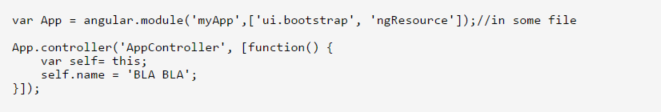 var App = angular.module('myApp',['ui.bootstrap', 'ngResource']);//in some file
App.controller('AppController', [function() {
var self= this;
self.name = 'BLA BLA';
}]);